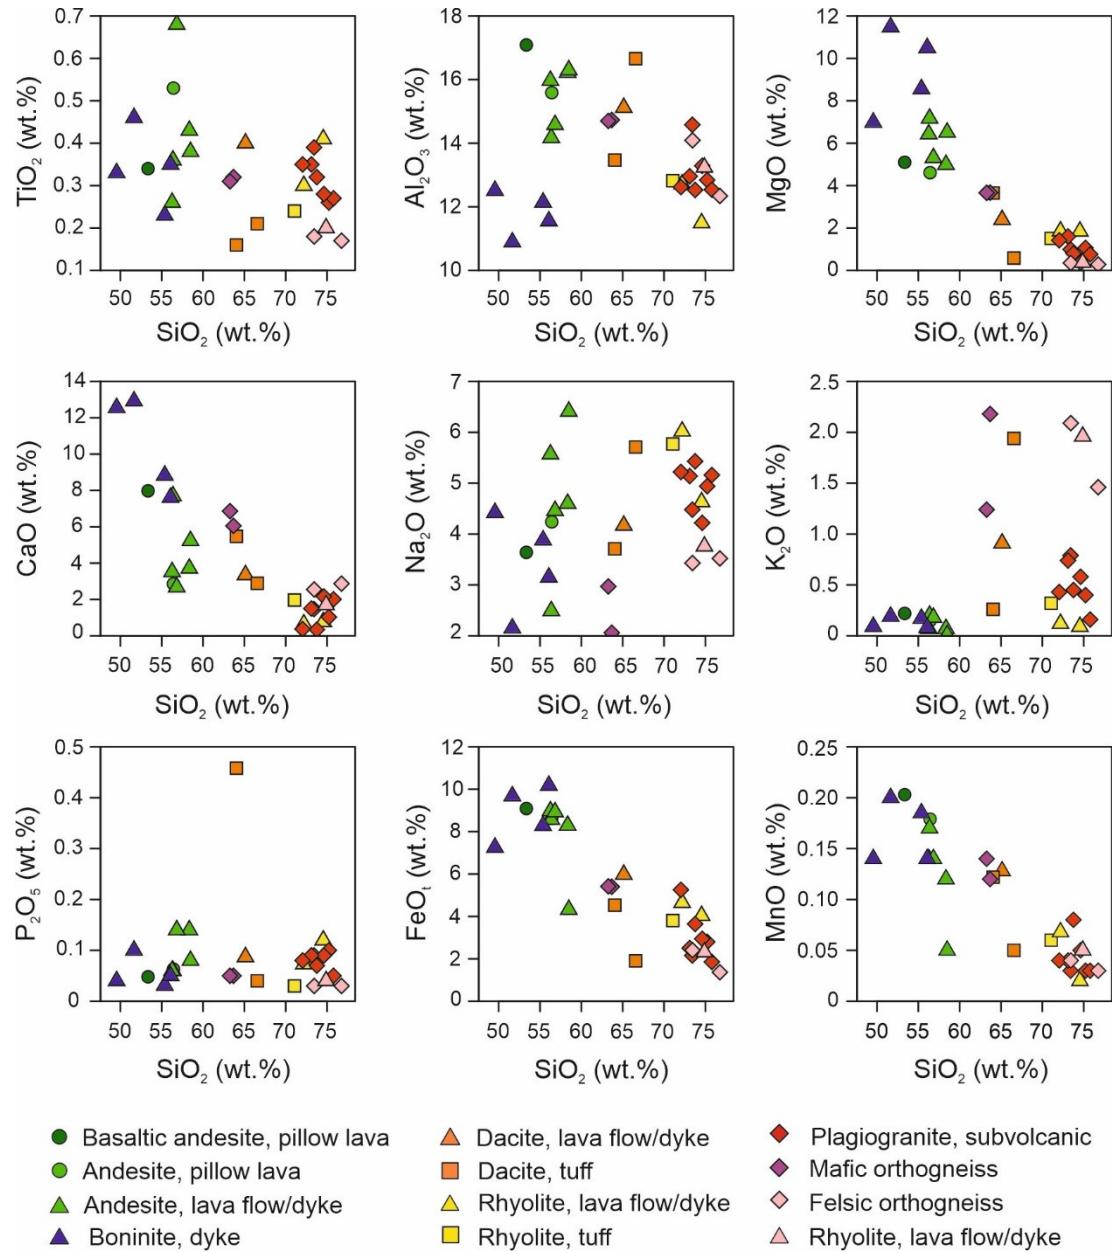 TiO₂ (wt.%)
0.7
0.6
0.5
0.4
0.3
0.2
0.1
50 55 60 65 70 75
SiO₂ (wt.%)
Al₂O₃ (wt.%)
18
16
14
12
10
50 55 60 65 70 75
SiO₂ (wt.%)
MgO (wt.%)
12
10
8
6
4
2
0
50 55 60 65 70 75
SiO₂ (wt.%)
CaO (wt.%)
14
12
10
8
6
4
2
0
50 55 60 65 70 75
SiO₂ (wt.%)
Na₂O (wt.%)
7
6
5
4
3
2
50 55 60 65 70 75
SiO₂ (wt.%)
K₂O (wt.%)
2.5
2.0
1.5
1.0
0.5
0
50 55 60 65 70 75
SiO₂ (wt.%)
P₂O₅ (wt.%)
0.5
0.4
0.3
0.2
0.1
0
50 55 60 65 70 75
SiO₂ (wt.%)
FeOₜ (wt.%)
12
10
8
6
4
2
0
50 55 60 65 70 75
SiO₂ (wt.%)
MnO (wt.%)
0.25
0.20
0.15
0.10
0.05
0
50 55 60 65 70 75
SiO₂ (wt.%)
Basaltic andesite, pillow lava
Andesite, pillow lava
Andesite, lava flow/dyke
Boninite, dyke
Dacite, lava flow/dyke
Dacite, tuff
Rhyolite, lava flow/dyke
Rhyolite, tuff
Plagiogranite, subvolcanic
Mafic orthogneiss
Felsic orthogneiss
Rhyolite, lava flow/dyke